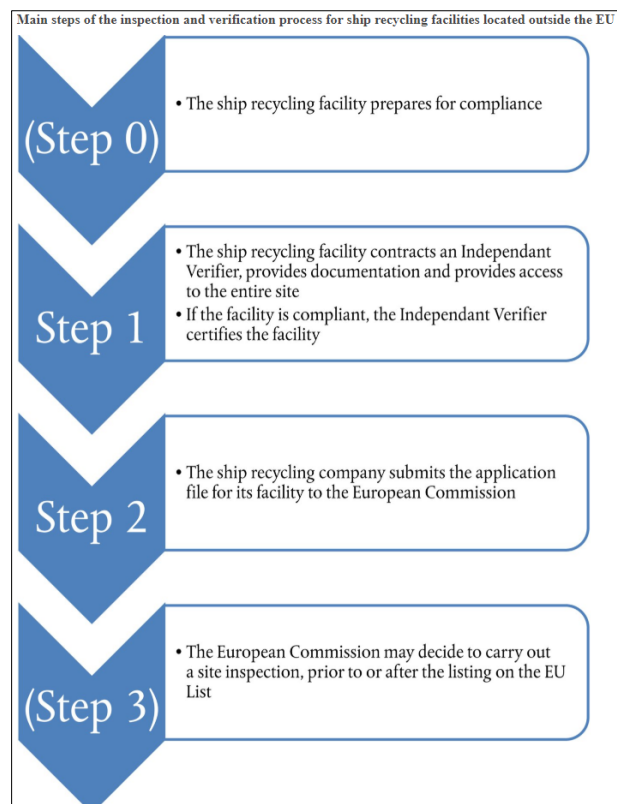 Main steps of the inspection and verification process for ship recycling facilities located outside the EU
(Step 0)
• The ship recycling facility prepares for compliance
Step 1
• The ship recycling facility contracts an Independant
Verifier, provides documentation and provides access
to the entire site
• If the facility is compliant, the Independant Verifier
certifies the facility
Step 2
• The ship recycling company submits the application
file for its facility to the European Commission
(Step 3)
• The European Commission may decide to carry out
a site inspection, prior to or after the listing on the EU
List